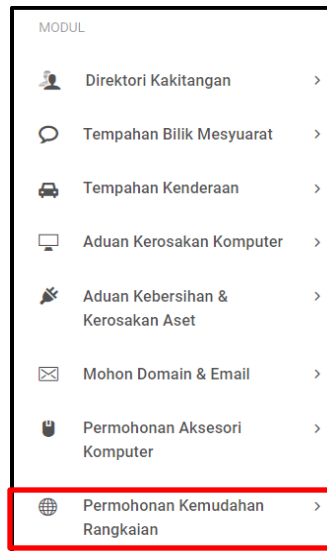 MODUL
Direktori Kakitangan
Tempahan Bilik Mesyuarat
Tempahan Kenderaan
Aduan Kerosakan Komputer
Aduan Kebersihan &
Kerosakan Aset
Mohon Domain & Email
Permohonan Aksesori
Komputer
Permohonan Kemudahan
Rangkaian